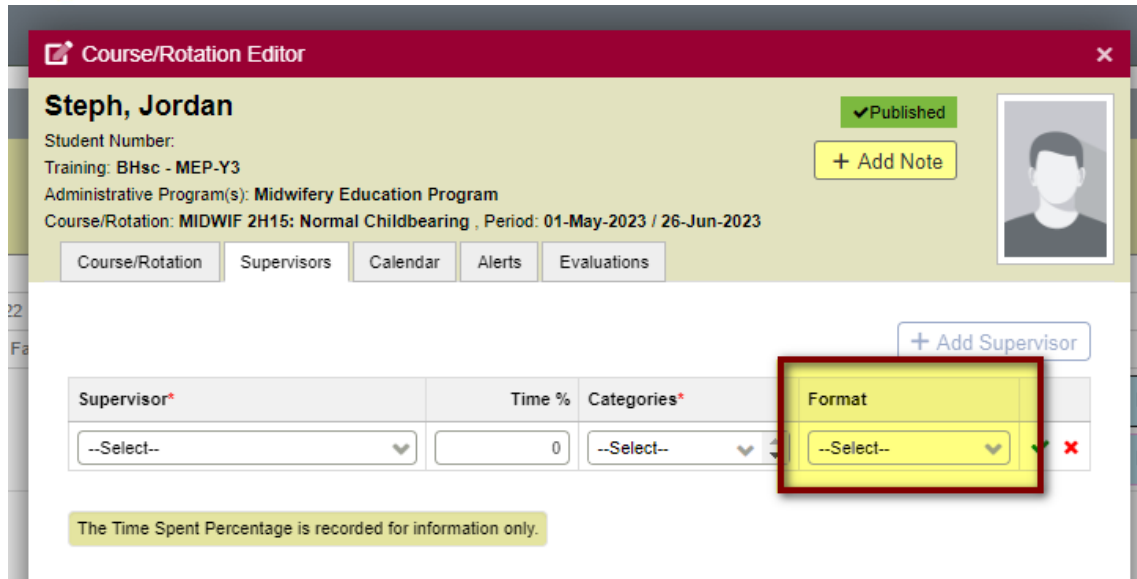 Course/Rotation Editor
Steph, Jordan
Published
Student Number:
+ Add Note
Training: BHsc - MEP-Y3
Administrative Program(s): Midwifery Education Program
Course/Rotation: MIDWIF 2H15: Normal Childbearing , Period: 01-May-2023 / 26-Jun-2023
Course/Rotation Supervisors Calendar Alerts Evaluations
22
Fa
+ Add Supervisor
Supervisor* Time % Categories* Format
--Select-- 0 --Select-- --Select--
The Time Spent Percentage is recorded for information only.